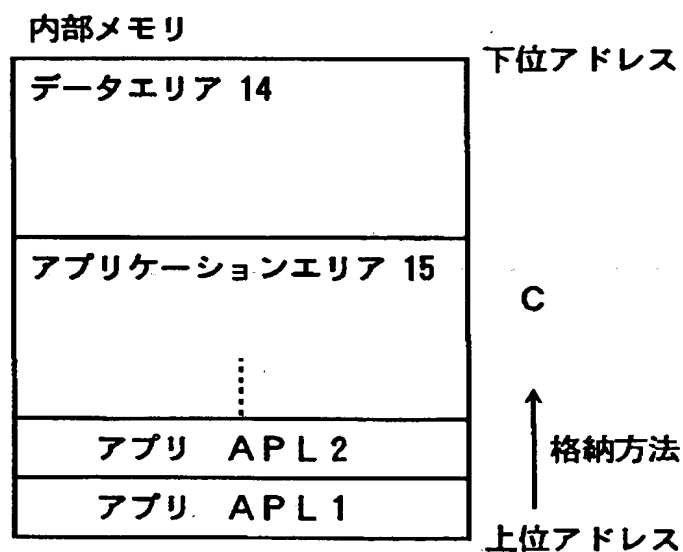 内部メモリ
下位アドレス
データエリア 14
アプリケーションエリア 15
C
アプリ APL2
格納方法
アプリ APL1
上位アドレス